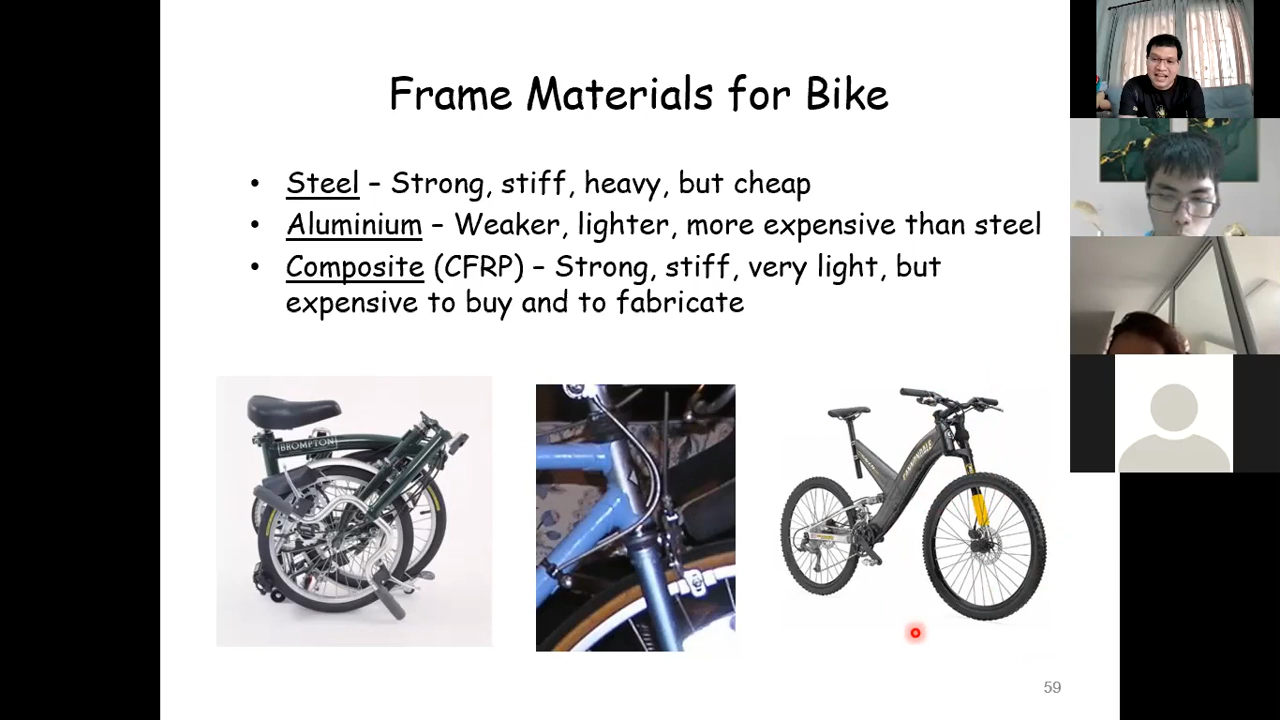 Frame Materials for Bike
• Steel – Strong, stiff, heavy, but cheap
• Aluminium – Weaker, lighter, more expensive than steel
• Composite (CFRP) – Strong, stiff, very light, but
expensive to buy and to fabricate
BROMPTON
CANNONDALE
59